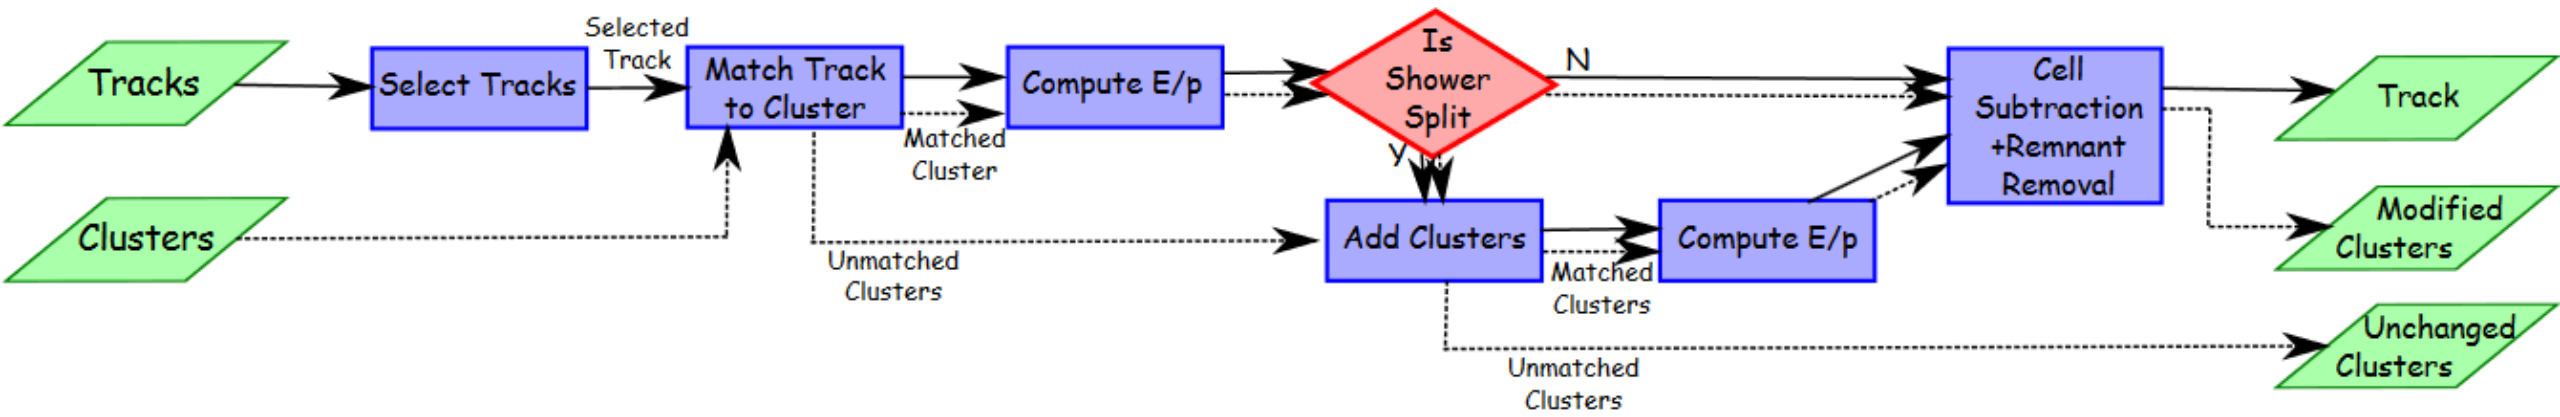 Tracks
Select Tracks
Selected
Track
Match Track
to Cluster
Matched
Cluster
Compute E/p
Is
Shower
Split
N
Y
Cell
Subtraction
+Remnant
Removal
Track
Clusters
Unmatched
Clusters
Add Clusters
Matched
Clusters
Compute E/p
Modified
Clusters
Unmatched
Clusters
Unchanged
Clusters